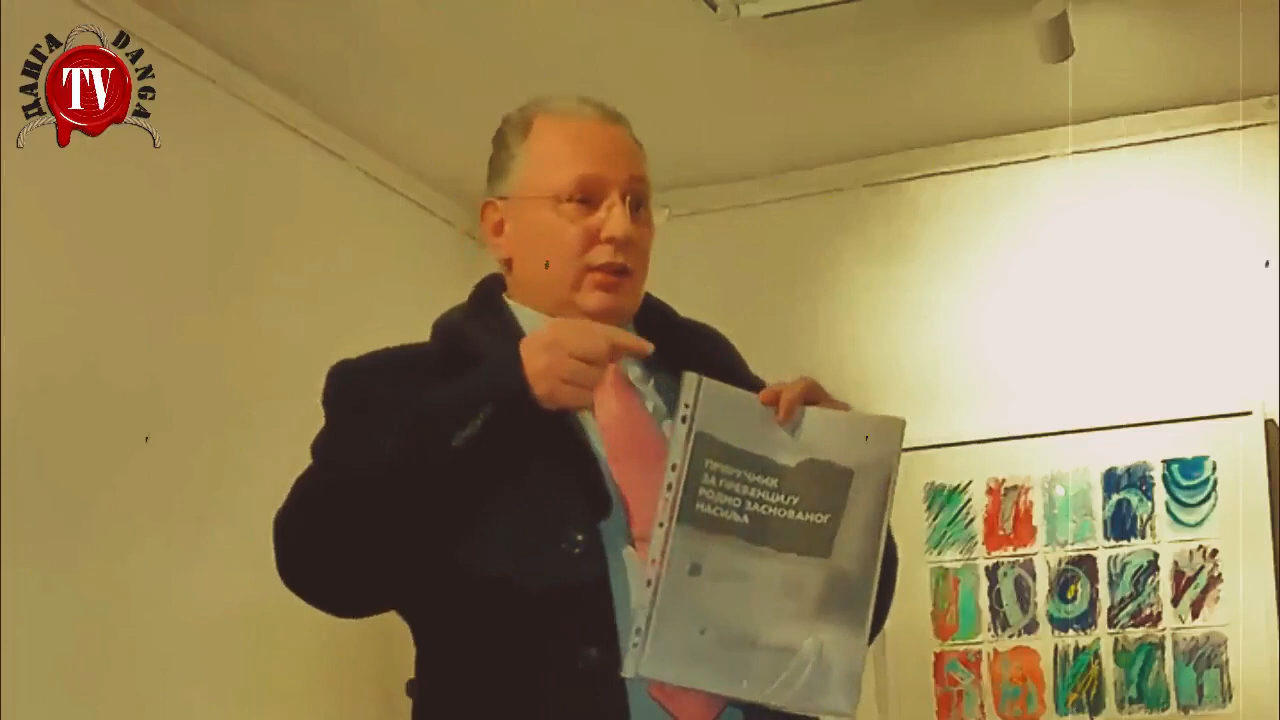 ДАНГА
DANGA
TV
ПРИРУЧНИК
ЗА ПРЕВЕНЦИЈУ
РОДНО ЗАСНОВАНОГ
НАСИЉА